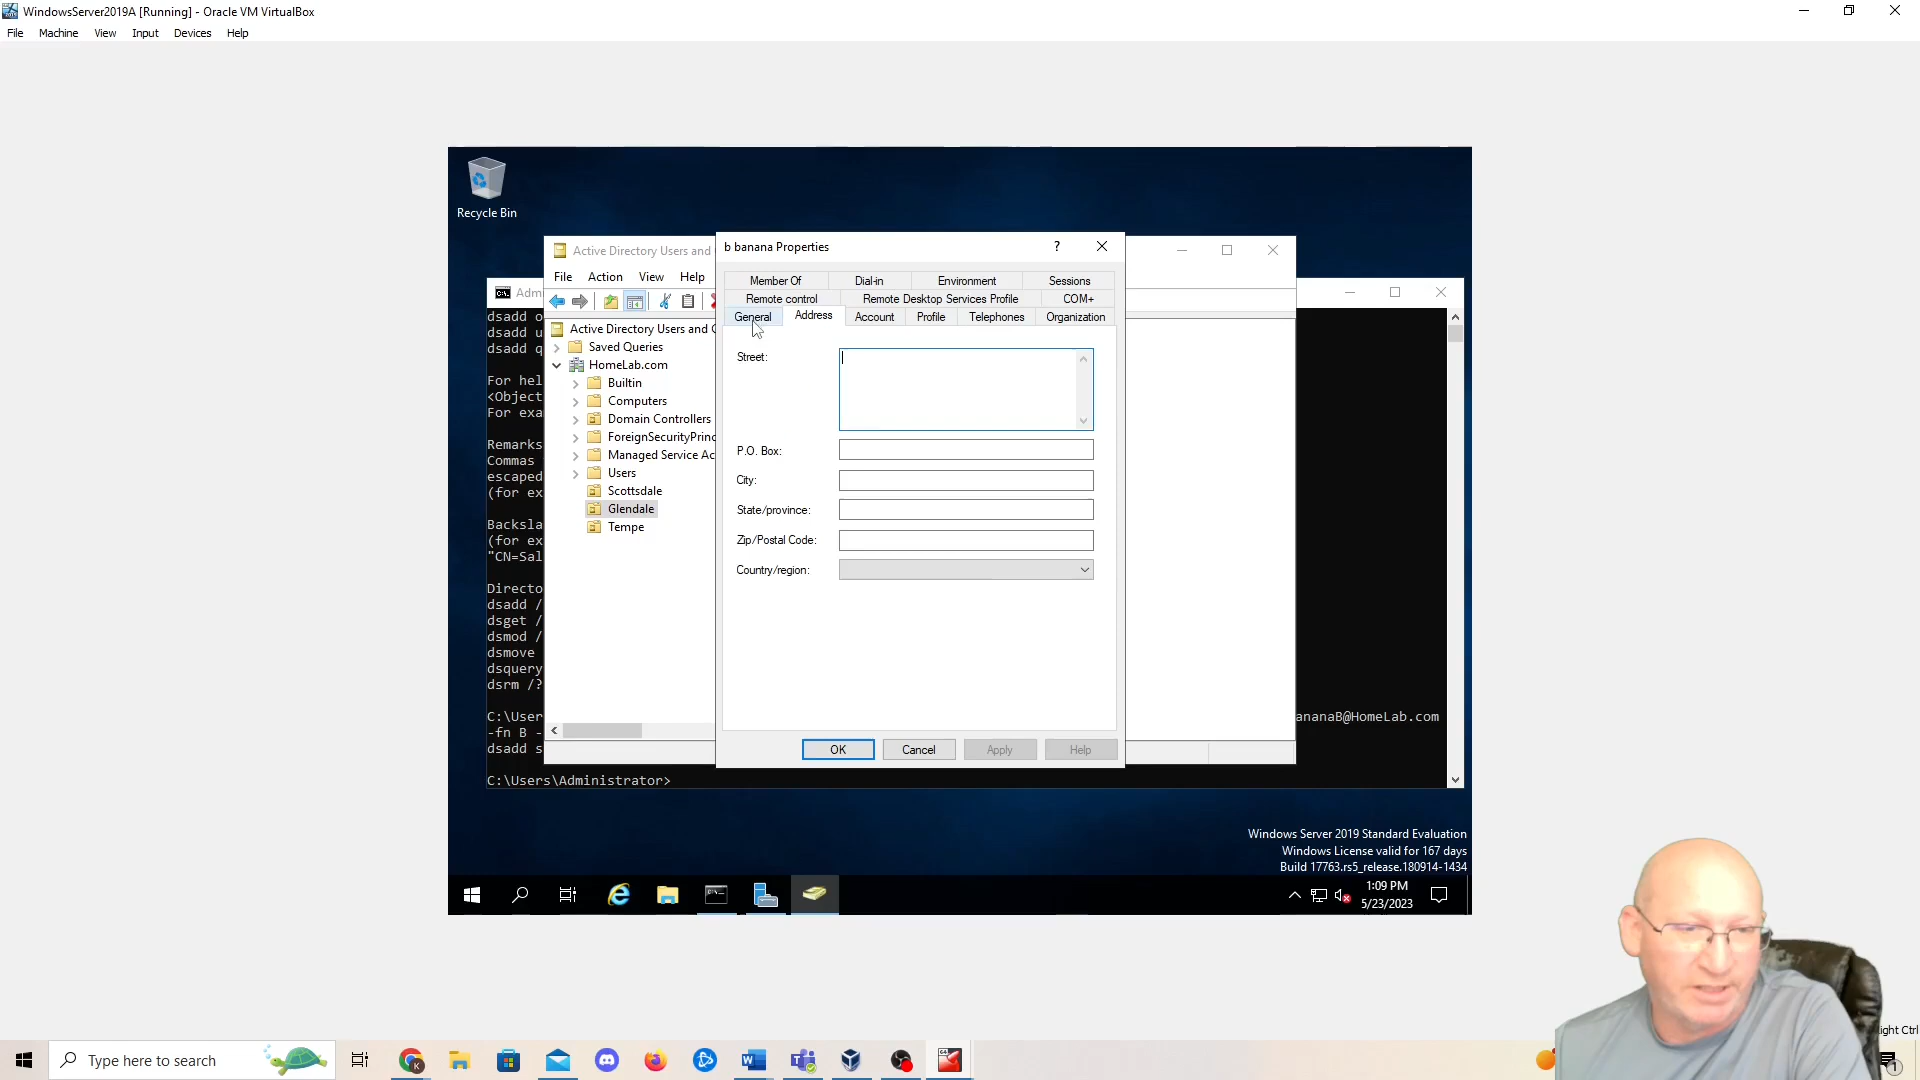 WindowsServer2019A [Running] - Oracle VM VirtualBox
File Machine View Input Devices Help
Recycle Bin
Active Directory Users and
File Action View Help
Active Directory Users and C
Saved Queries
HomeLab.com
Builtin
Computers
Domain Controllers
ForeignSecurityPrinc
Managed Service Ac
Users
Scottsdale
Glendale
Tempe
b banana Properties
?
Member Of Dial-in Environment Sessions
Remote control Remote Desktop Services Profile COM+
General Address Account Profile Telephones Organization
Street:
P.O. Box:
City:
State/province:
Zip/Postal Code:
Country/region:
OK Cancel Apply Help
Admi
dsadd o
dsadd u
dsadd q
For hel
<Object
For exa
Remarks
Commas
escaped
(for ex
Backsla
(for ex
"CN=Sal
Directo
dsadd /
dsget /
dsmod /
dsmove
dsquery
dsrm /?
C:\User
ananaB@HomeLab.com
-fn B -
dsadd s
C:\Users\Administrator>
Windows Server 2019 Standard Evaluation
Windows License valid for 167 days
Build 17763.rs5_release.180914-1434
1:09 PM
5/23/2023
ight Ctrl
Type here to search